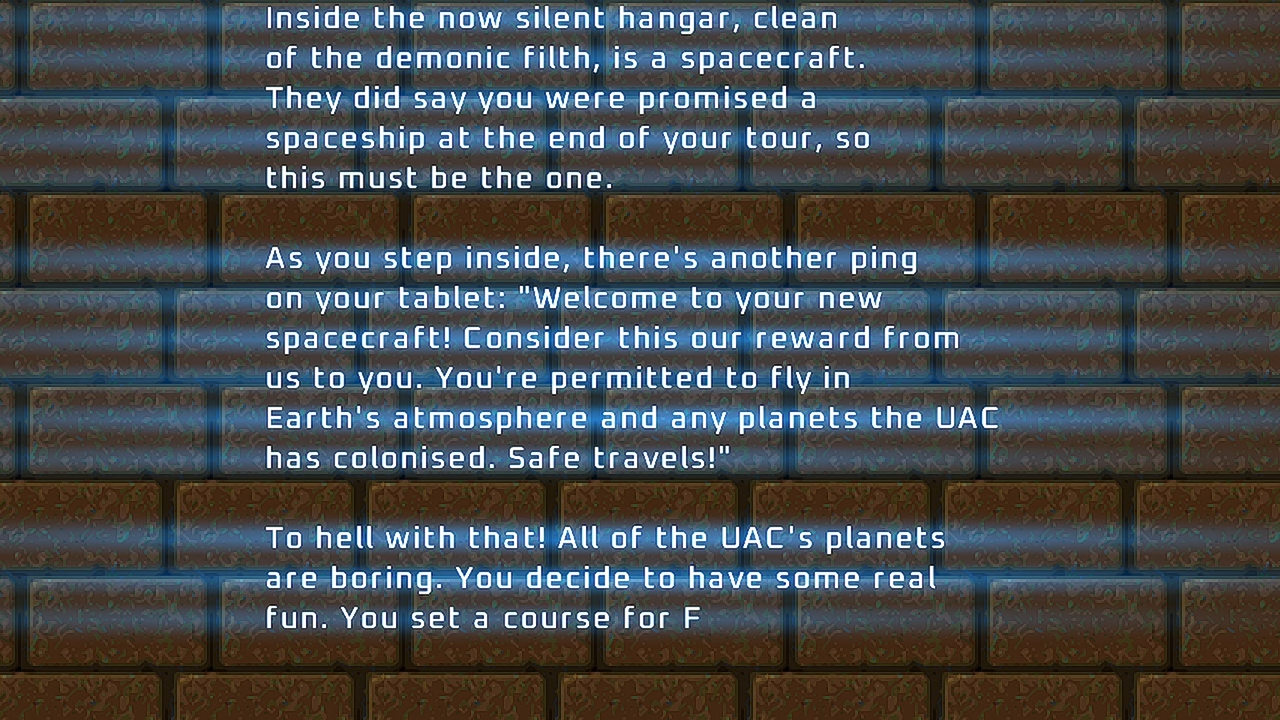 Inside the now silent hangar, clean
of the demonic filth, is a spacecraft.
They did say you were promised a
spaceship at the end of your tour, so
this must be the one.
As you step inside, there's another ping
on your tablet: "Welcome to your new
spacecraft! Consider this our reward from
us to you. You're permitted to fly in
Earth's atmosphere and any planets the UAC
has colonised. Safe travels!"
To hell with that! All of the UAC's planets
are boring. You decide to have some real
fun. You set a course for F